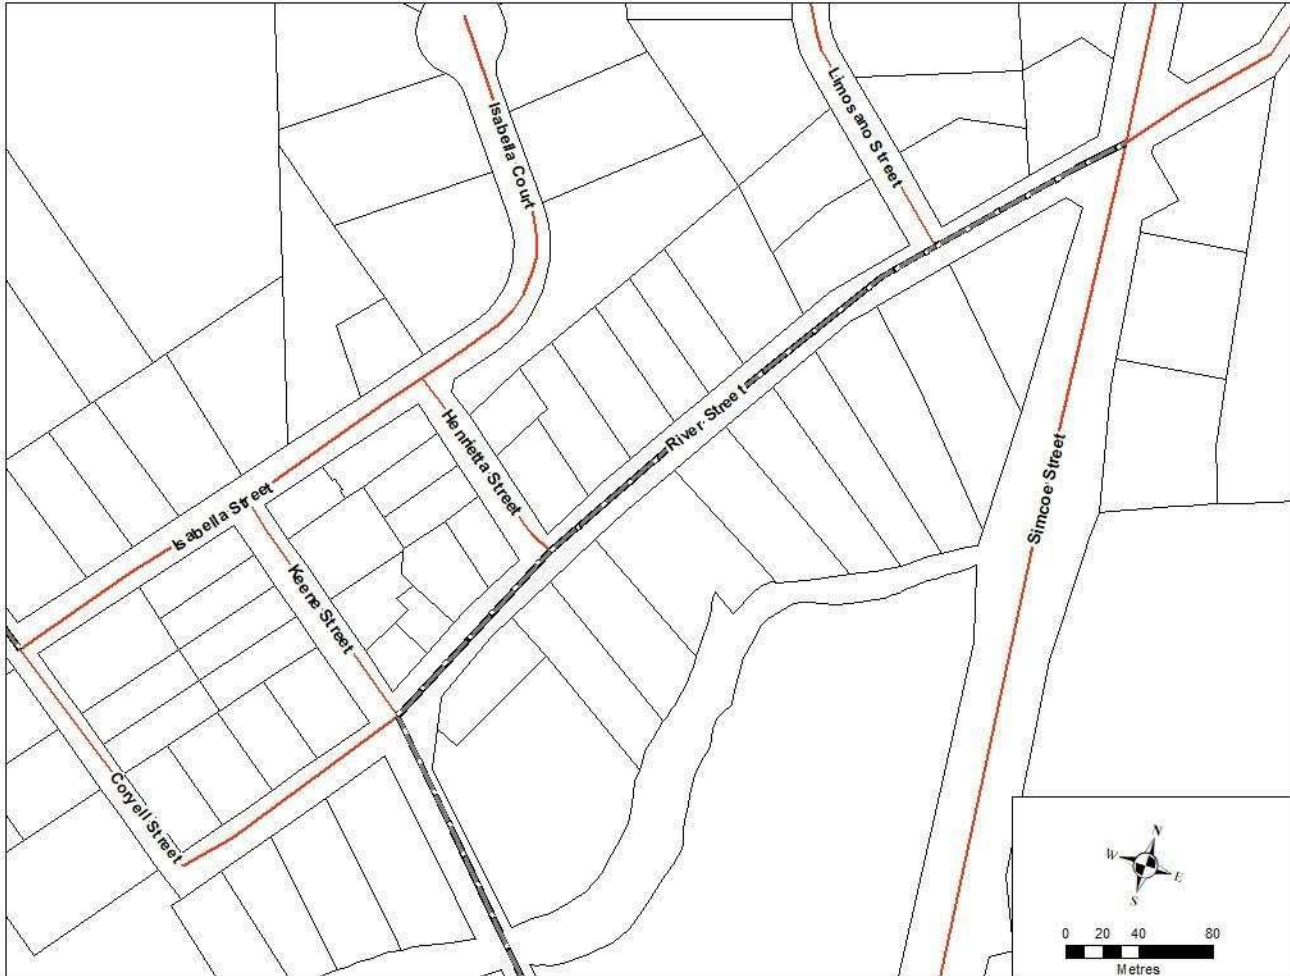 Limosano Street
Isabella Court
River Street
Henrietta Street
Simcoe Street
Isabella Street
Keene Street
Coryell Street
N
W
E
S
0 20 40 80
Metres